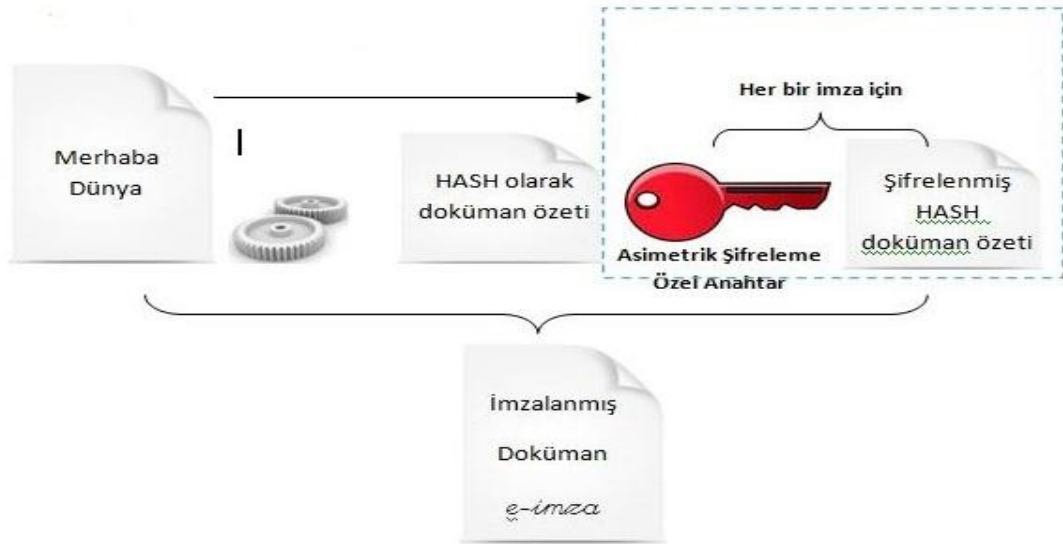 Merhaba
Dünya
HASH olarak
doküman özeti
Her bir imza için
Asimetrik Şifreleme
Özel Anahtar
Şifrelenmiş
HASH
doküman özeti
İmzalanmış
Doküman
e-imza